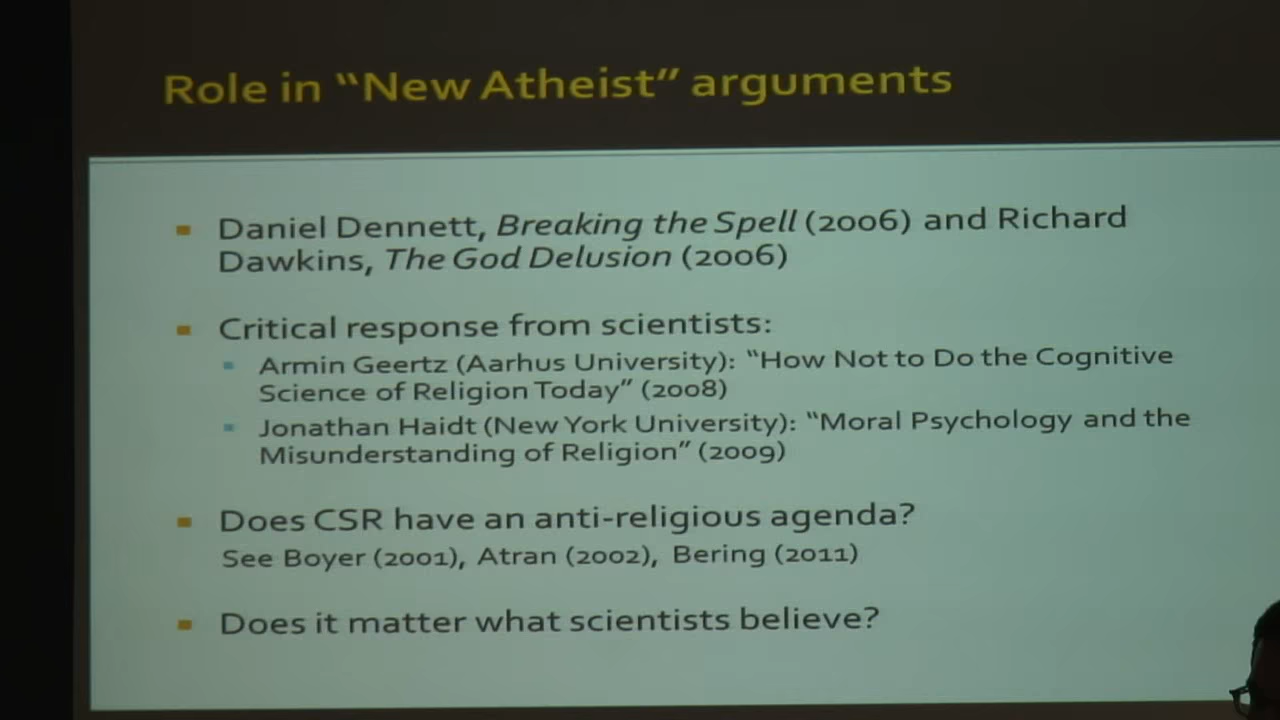 Role in “New Atheist” arguments
Daniel Dennett, Breaking the Spell (2006) and Richard
Dawkins, The God Delusion (2006)
Critical response from scientists:
Armin Geertz (Aarhus University): “How Not to Do the Cognitive
Science of Religion Today” (2008)
Jonathan Haidt (New York University): “Moral Psychology and the
Misunderstanding of Religion” (2009)
Does CSR have an anti-religious agenda?
See Boyer (2001), Atran (2002), Bering (2011)
Does it matter what scientists believe?